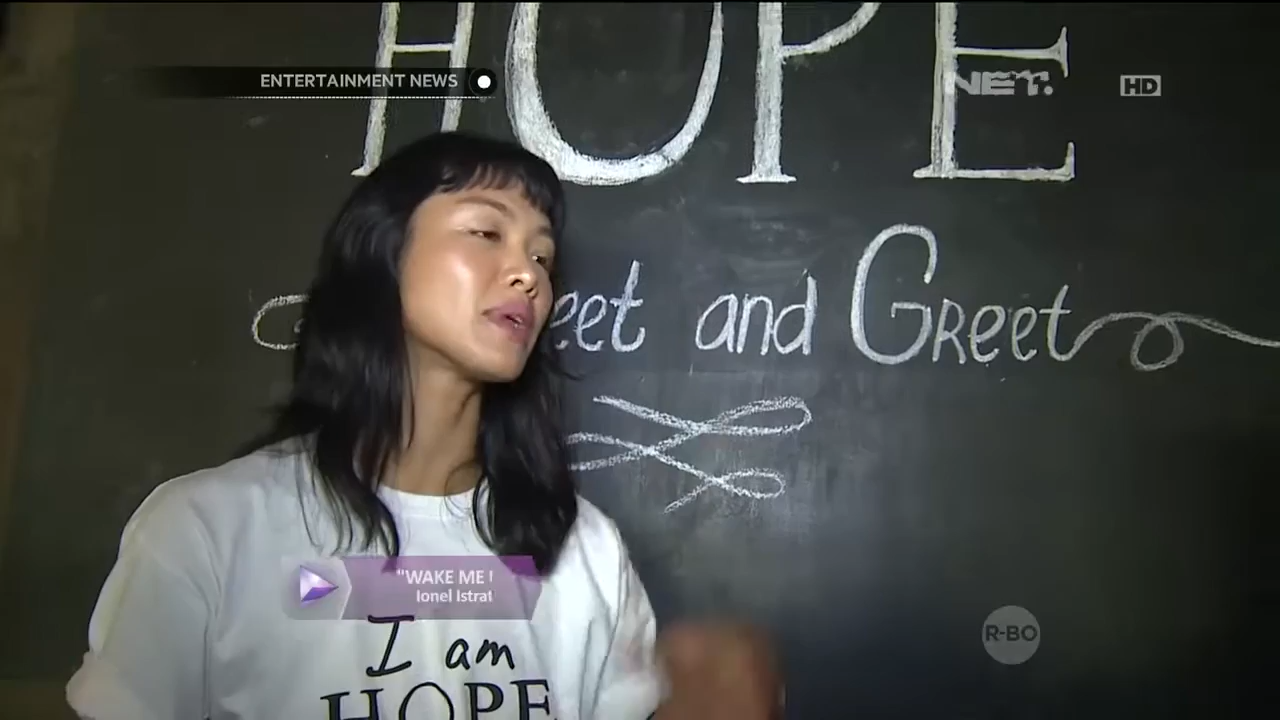 HOPE
ENTERTAINMENT NEWS
NET.
HD
eet and Greet
"WAKE ME
Ionel Istrat
I am
HOPE
R-BO